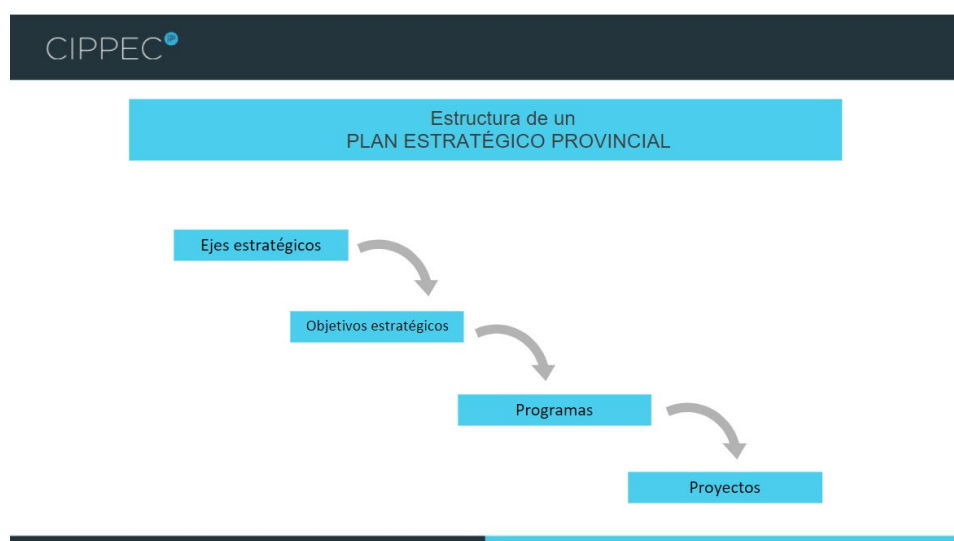 CIPPEC
Estructura de un
PLAN ESTRATÉGICO PROVINCIAL
Ejes estratégicos
Objetivos estratégicos
Programas
Proyectos